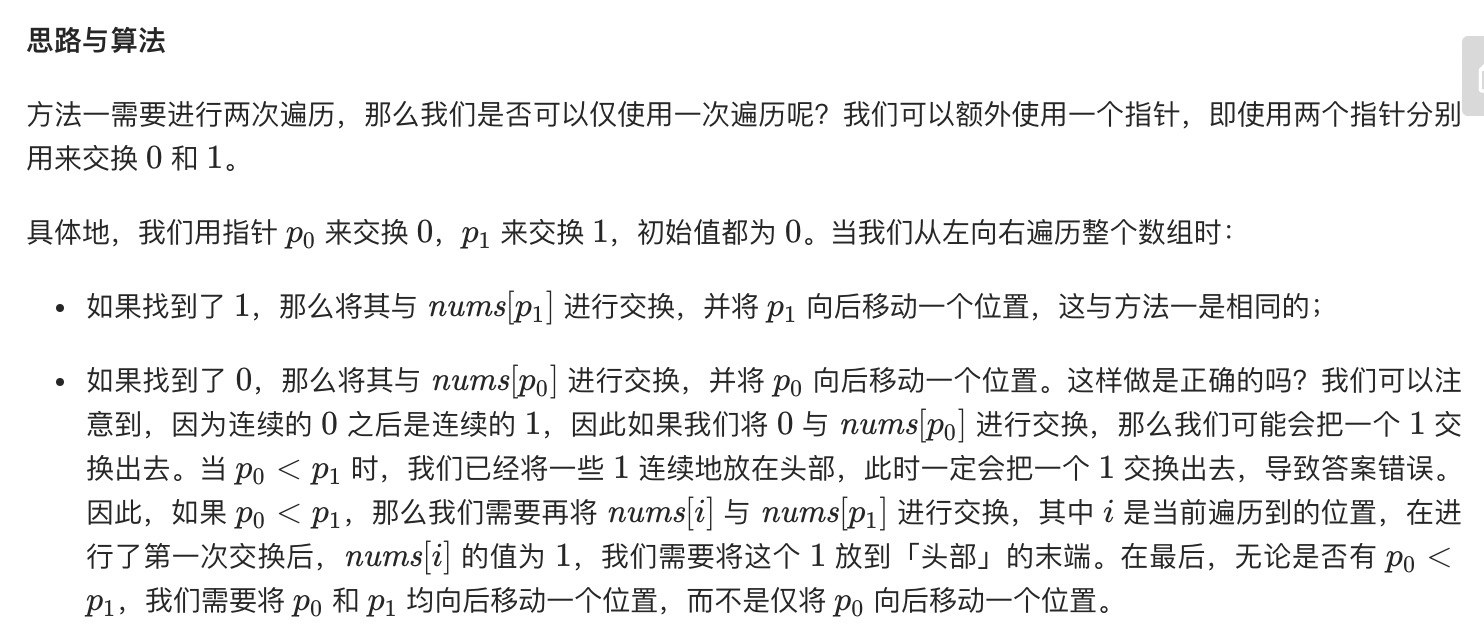 思路与算法
方法一需要进行两次遍历，那么我们是否可以仅使用一次遍历呢？我们可以额外使用一个指针，即使用两个指针分别
用来交换 0 和 1。
具体地，我们用指针 p₀ 来交换 0，p₁ 来交换 1，初始值都为 0。当我们从左向右遍历整个数组时：
• 如果找到了 1，那么将其与 nums[p₁] 进行交换，并将 p₁ 向后移动一个位置，这与方法一是相同的；
• 如果找到了 0，那么将其与 nums[p₀] 进行交换，并将 p₀ 向后移动一个位置。这样做是正确的吗？我们可以注
意到，因为连续的 0 之后是连续的 1，因此如果我们将 0 与 nums[p₀] 进行交换，那么我们可能会把一个 1 交
换出去。当 p₀ < p₁ 时，我们已经将一些 1 连续地放在头部，此时一定会把一个 1 交换出去，导致答案错误。
因此，如果 p₀ < p₁，那么我们需要再将 nums[i] 与 nums[p₁] 进行交换，其中 i 是当前遍历到的位置，在进
行了第一次交换后，nums[i] 的值为 1，我们需要将这个 1 放到「头部」的末端。在最后，无论是否有 p₀ <
p₁，我们需要将 p₀ 和 p₁ 均向后移动一个位置，而不是仅将 p₀ 向后移动一个位置。